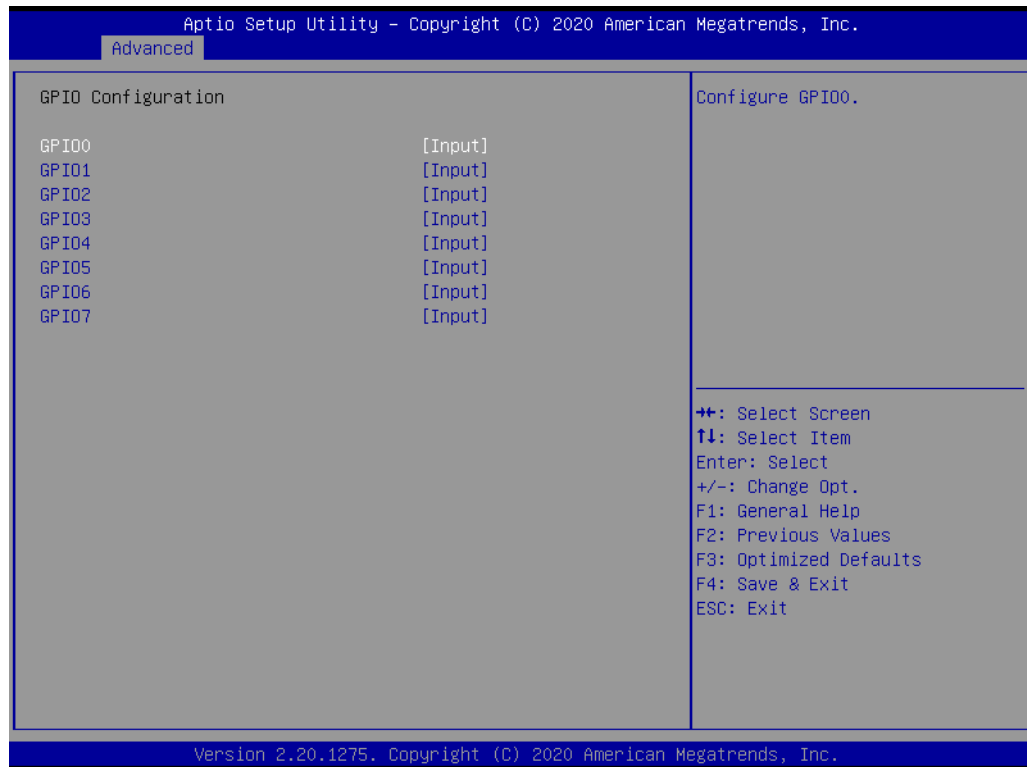 Aptio Setup Utility – Copyright (C) 2020 American Megatrends, Inc.
Advanced
GPIO Configuration
GPIO0 [Input]
GPIO1 [Input]
GPIO2 [Input]
GPIO3 [Input]
GPIO4 [Input]
GPIO5 [Input]
GPIO6 [Input]
GPIO7 [Input]
Configure GPIO0.
→←: Select Screen
↑↓: Select Item
Enter: Select
+/-: Change Opt.
F1: General Help
F2: Previous Values
F3: Optimized Defaults
F4: Save & Exit
ESC: Exit
Version 2.20.1275. Copyright (C) 2020 American Megatrends, Inc.